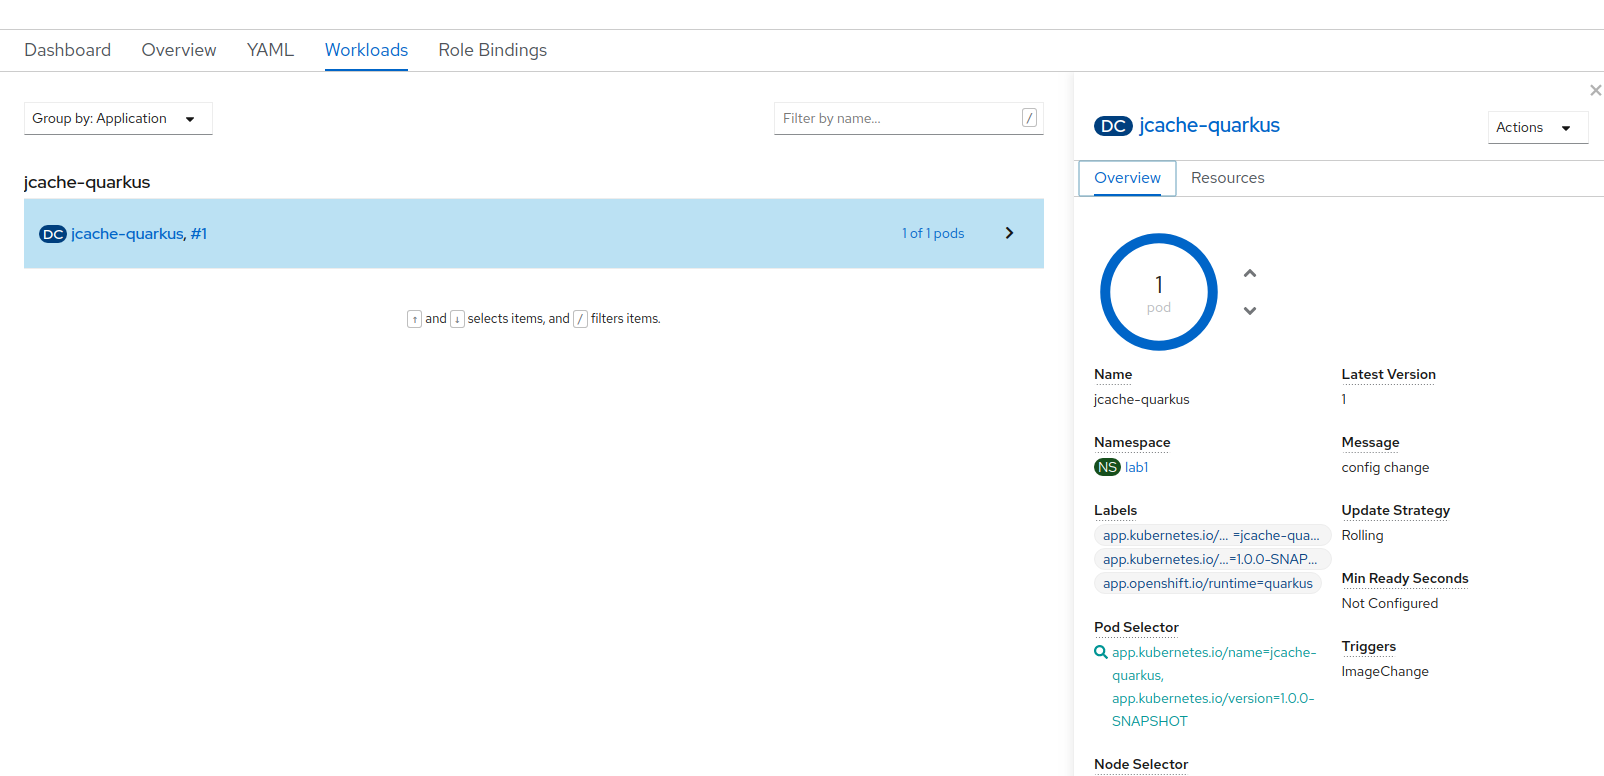 Dashboard Overview YAML Workloads Role Bindings
Group by: Application
Filter by name...
/
jcache-quarkus
DC jcache-quarkus, #1
1 of 1 pods
↑ and ↓ selects items, and / filters items.
DC jcache-quarkus
Actions
Overview Resources
1
pod
Name
jcache-quarkus
Namespace
NS lab1
Labels
app.kubernetes.io/... =jcache-qua...
app.kubernetes.io/...=1.0.0-SNAP...
app.openshift.io/runtime=quarkus
Pod Selector
app.kubernetes.io/name=jcache-
quarkus,
app.kubernetes.io/version=1.0.0-
SNAPSHOT
Node Selector
Latest Version
1
Message
config change
Update Strategy
Rolling
Min Ready Seconds
Not Configured
Triggers
ImageChange